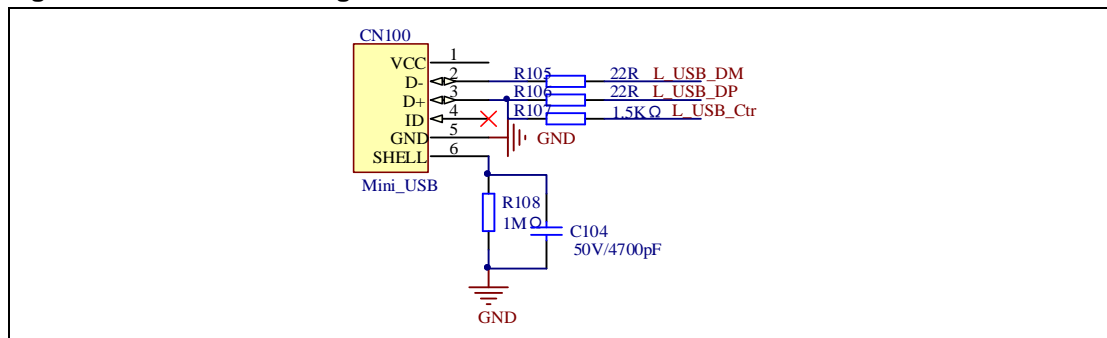 CN100
VCC 1
D- 2 R105 22R L_USB_DM
D+ 3 R106 22R L_USB_DP
ID 4 R107 1.5KΩ L_USB_Ctr
GND 5 GND
SHELL 6
Mini_USB
R108
1MΩ C104
50V/4700pF
GND